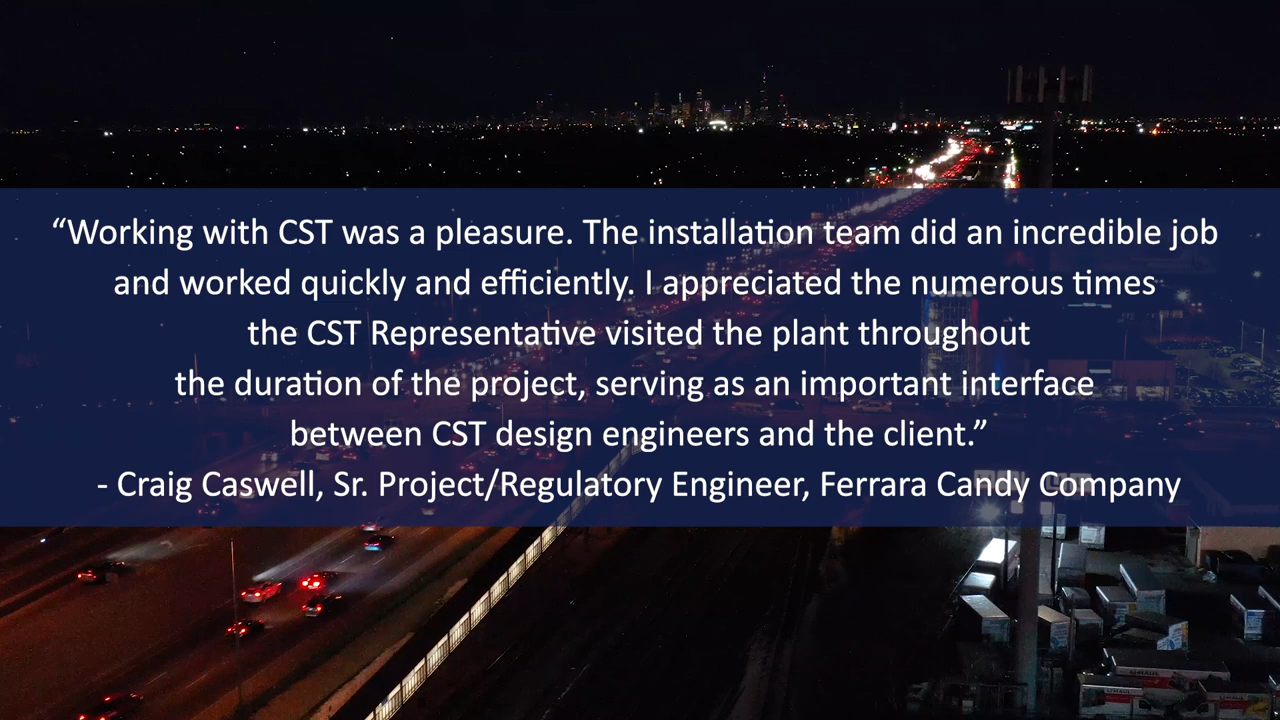 “Working with CST was a pleasure. The installation team did an incredible job
and worked quickly and efficiently. I appreciated the numerous times
the CST Representative visited the plant throughout
the duration of the project, serving as an important interface
between CST design engineers and the client.”
- Craig Caswell, Sr. Project/Regulatory Engineer, Ferrara Candy Company
U-HAUL
U-HAUL